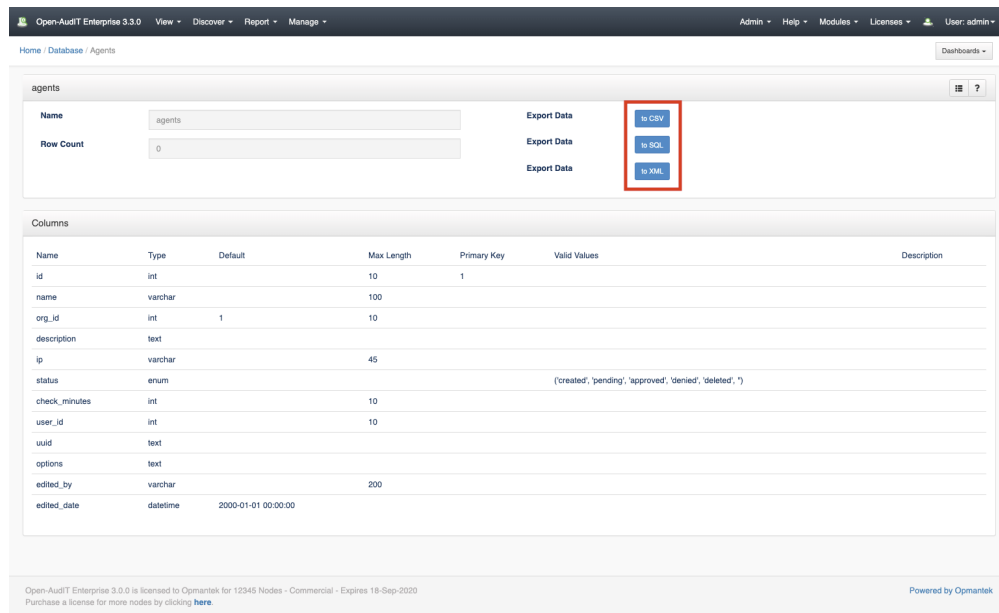 Open-AudIT Enterprise 3.3.0 View Discover Report Manage Admin Help Modules Licenses User: admin
Home / Database / Agents Dashboards
agents ?
Name agents Export Data to CSV
Row Count 0 Export Data to SQL
Export Data to XML
Columns
Name Type Default Max Length Primary Key Valid Values Description
id int 10 1
name varchar 100
org_id int 1 10
description text
ip varchar 45
status enum ('created', 'pending', 'approved', 'denied', 'deleted', '')
check_minutes int 10
user_id int 10
uuid text
options text
edited_by varchar 200
edited_date datetime 2000-01-01 00:00:00
Open-AudIT Enterprise 3.0.0 is licensed to Opmantek for 12345 Nodes - Commercial - Expires 18-Sep-2020 Powered by Opmantek
Purchase a license for more nodes by clicking here.